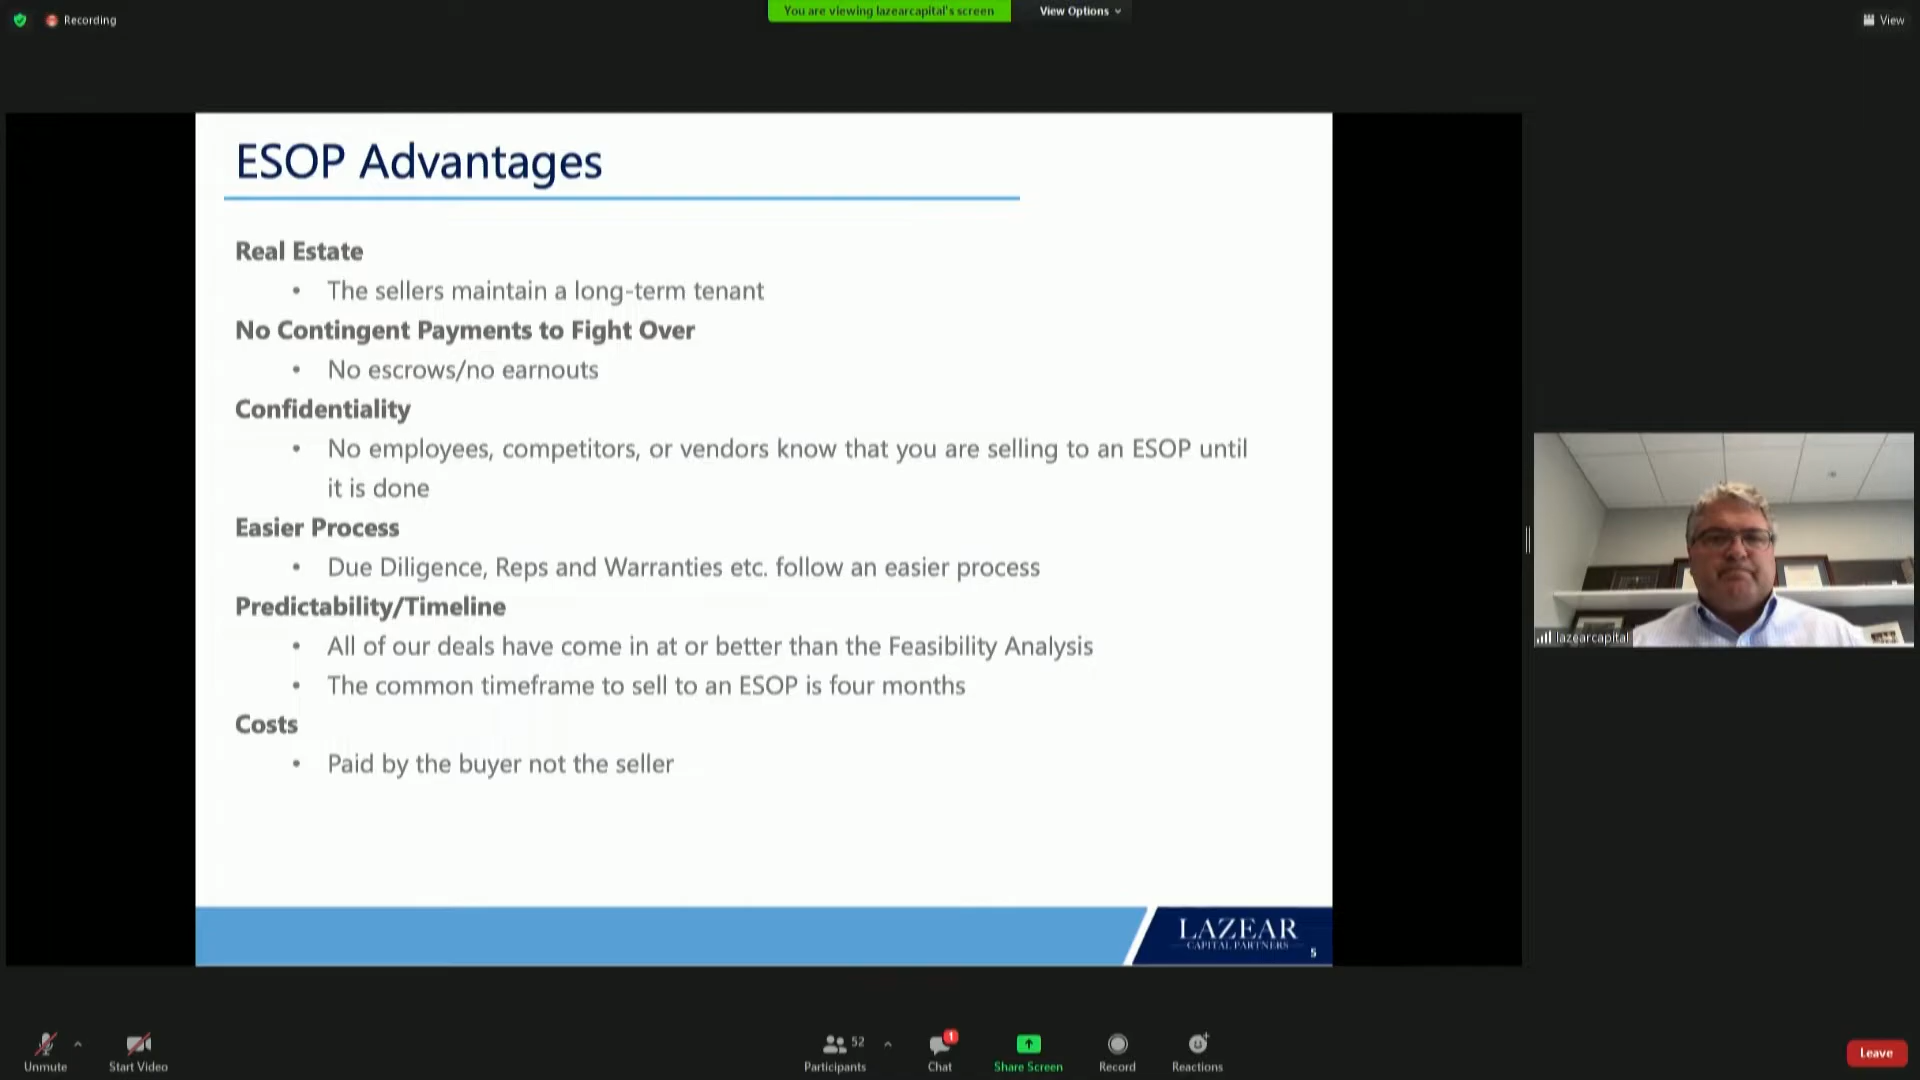 Recording
You are viewing lazearcapital's screen
View Options
View
ESOP Advantages
Real Estate
• The sellers maintain a long-term tenant
No Contingent Payments to Fight Over
• No escrows/no earnouts
Confidentiality
• No employees, competitors, or vendors know that you are selling to an ESOP until
it is done
Easier Process
• Due Diligence, Reps and Warranties etc. follow an easier process
Predictability/Timeline
• All of our deals have come in at or better than the Feasibility Analysis
• The common timeframe to sell to an ESOP is four months
Costs
• Paid by the buyer not the seller
LAZEAR
CAPITAL PARTNERS
5
lazearcapital
Unmute
Start Video
52
Participants
1
Chat
Share Screen
Record
Reactions
Leave